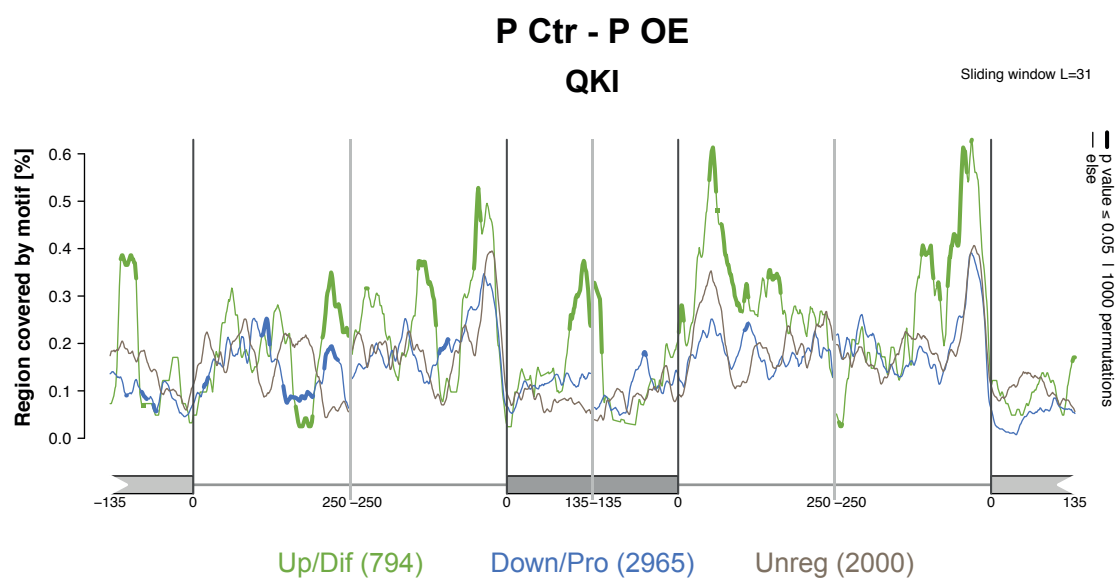 P Ctr - P OE
QKI
Sliding window L=31
Region covered by motif [%]
0.6
0.5
0.4
0.3
0.2
0.1
0.0
p value ≤ 0.05 | 1000 permutations
else
−135 0 250 −250 0 135 −135 0 250 −250 0 135
Up/Dif (794) Down/Pro (2965) Unreg (2000)